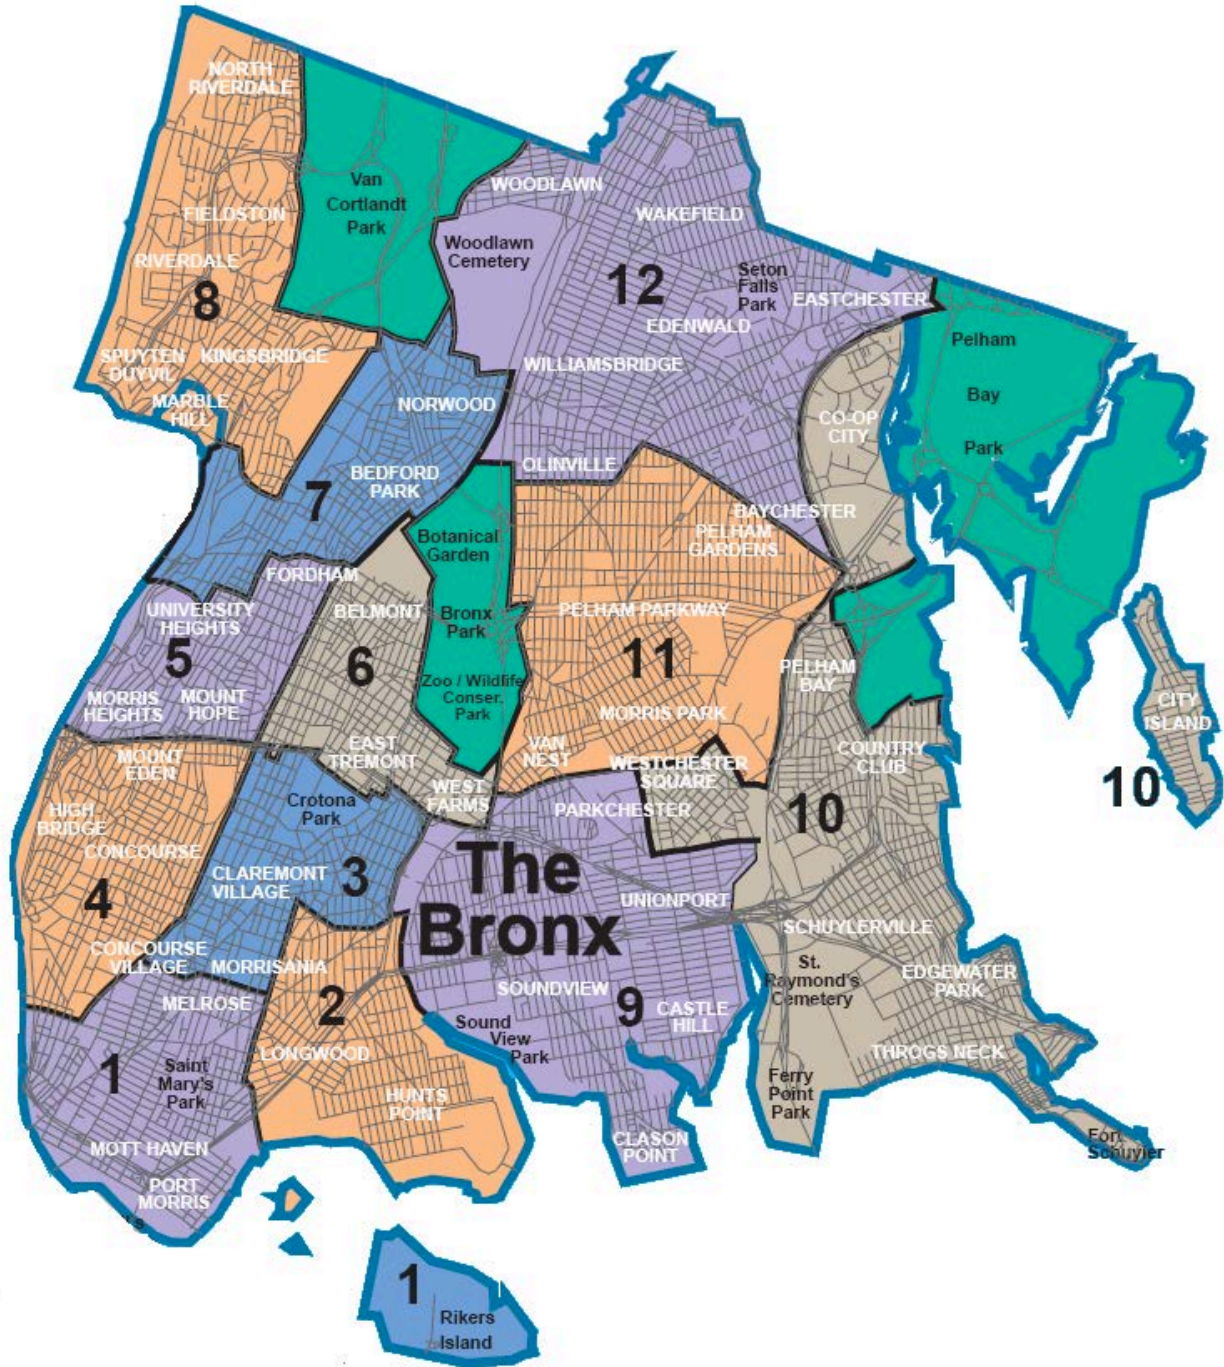 NORTH
RIVERDALE
Van
Cortlandt
Park
FIELDSTON
RIVERDALE
8
SPUYTEN
DUYVIL
KINGSBRIDGE
MARBLE
HILL
WOODLAWN
WAKEFIELD
Woodlawn
Cemetery
12
Seton
Falls
Park
EASTCHESTER
EDENWALD
WILLIAMSBRIDGE
Pelham
Bay
Park
CO-OP
CITY
NORWOOD
OLINVILLE
BEDFORD
PARK
7
BAYCHESTER
PELHAM
GARDENS
Botanical
Garden
FORDHAM
UNIVERSITY
HEIGHTS
BELMONT
Bronx
Park
PELHAM PARKWAY
5
6
11
PELHAM
BAY
Zoo / Wildlife
Conser.
Park
MORRIS
HEIGHTS
MOUNT
HOPE
MORRIS PARK
CITY
ISLAND
10
MOUNT
EDEN
EAST
TREMONT
VAN
NEST
WESTCHESTER
SQUARE
COUNTRY
CLUB
WEST
FARMS
Crotona
Park
PARKCHESTER
10
HIGH
BRIDGE
CONCOURSE
The
Bronx
CLAREMONT
VILLAGE
3
4
UNIONPORT
SCHUYLERVILLE
CONCOURSE
VILLAGE
MORRISANIA
St.
Raymond's
Cemetery
EDGEWATER
PARK
MELROSE
2
SOUNDVIEW
9
CASTLE
HILL
Sound
View
Park
LONGWOOD
THROGS NECK
1
Saint
Mary's
Park
HUNTS
POINT
Ferry
Point
Park
MOTT HAVEN
CLASON
POINT
Fort
Schuyler
PORT
MORRIS
1
Rikers
Island